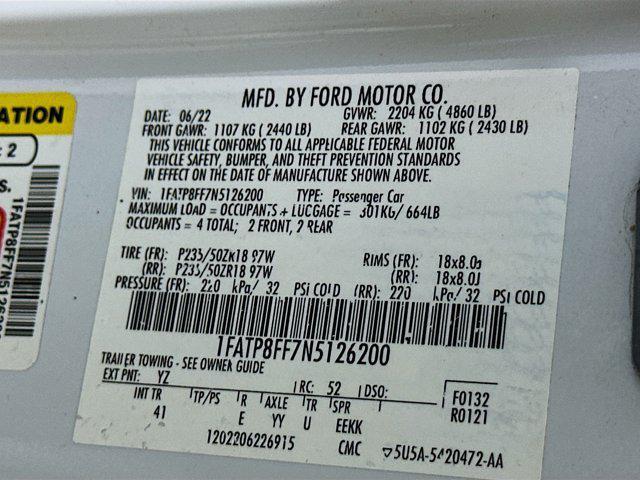 ATION
: 2
s.
1FATP8FF7N5126200
MFD. BY FORD MOTOR CO.
DATE: 06/22 GVWR: 2204 KG ( 4860 LB)
FRONT GAWR: 1107 KG ( 2440 LB) REAR GAWR: 1102 KG ( 2430 LB)
THIS VEHICLE CONFORMS TO ALL APPLICABLE FEDERAL MOTOR
VEHICLE SAFETY, BUMPER, AND THEFT PREVENTION STANDARDS
IN EFFECT ON THE DATE OF MANUFACTURE SHOWN ABOVE.
VIN: 1FATP8FF7N5126200 TYPE: Passenger Car
MAXIMUM LOAD = OCCUPANTS + LUGGAGE = 301KG/ 664LB
OCCUPANTS = 4 TOTAL; 2 FRONT, 2 REAR
TIRE (FR): P235/50ZR18 97W RIMS (FR): 18x8.0J
(RR): P235/50ZR18 97W (RR): 18x8.0J
PRESSURE (FR): 220 kPa/ 32 PSI COLD (RR): 220 kPa/ 32 PSI COLD
1FATP8FF7N5126200
TRAILER TOWING - SEE OWNER GUIDE
EXT PNT: YZ RC: 52 DSO: F0132
INT TR TP/PS R AXLE TR SPR R0121
41 E YY U EEKK
1202206226915 CMC 5U5A-5420472-AA